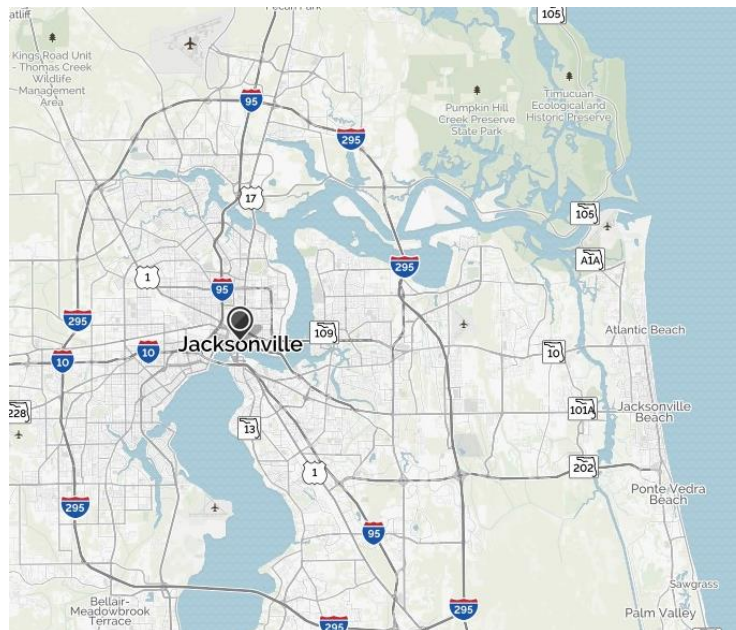 105
Kings Road Unit
- Thomas Creek
Wildlife
Management
Area
95
295
Pumpkin Hill
Creek Preserve
State Park
Timucuan
Ecological and
Historic Preserve
17
105
A1A
1
95
295
295
Atlantic Beach
109
Jacksonville
10
10
10
228
13
101A
Jacksonville
Beach
1
202
295
95
Ponte Vedra
Beach
Sawgrass
Bellair-
Meadowbrook
Terrace
295
295
Palm Valley